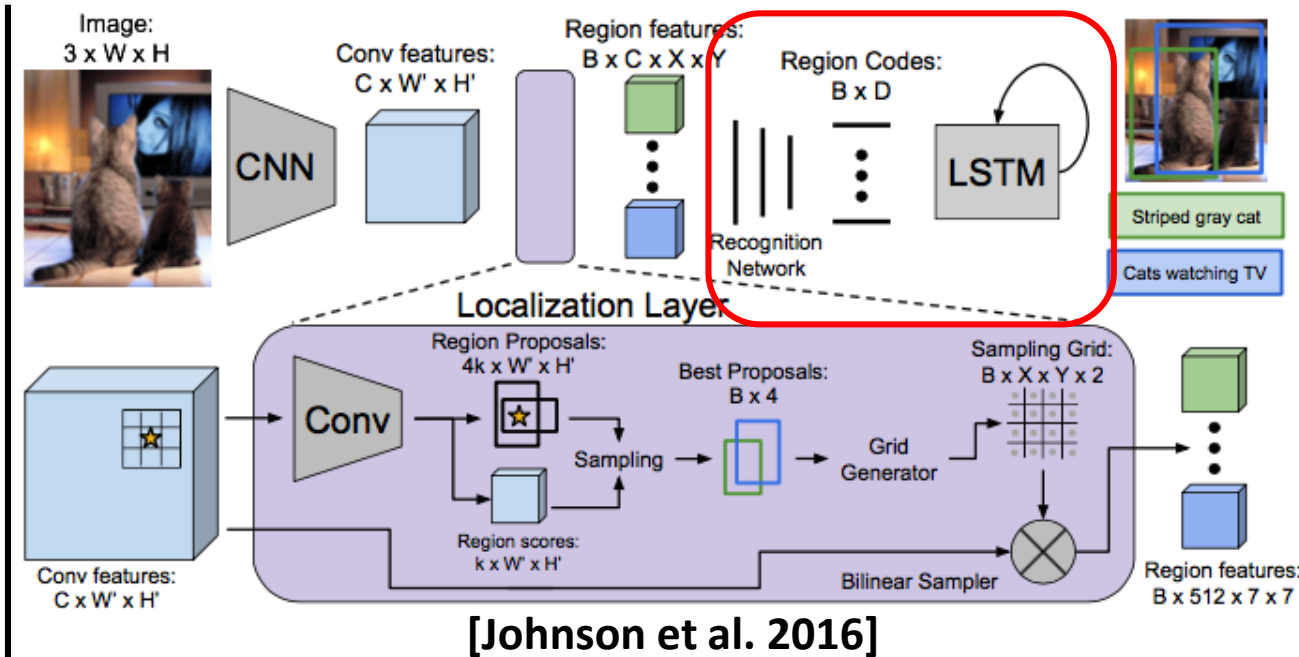 Image:
3 x W x H
Conv features:
C x W' x H'
Region features:
B x C x X x Y
Region Codes:
B x D
CNN
LSTM
Recognition
Network
Striped gray cat
Cats watching TV
Localization Layer
Region Proposals:
4k x W' x H'
Best Proposals:
B x 4
Sampling Grid:
B x X x Y x 2
Conv
Sampling
Grid
Generator
Region scores:
k x W' x H'
Bilinear Sampler
Conv features:
C x W' x H'
Region features:
B x 512 x 7 x 7
[Johnson et al. 2016]